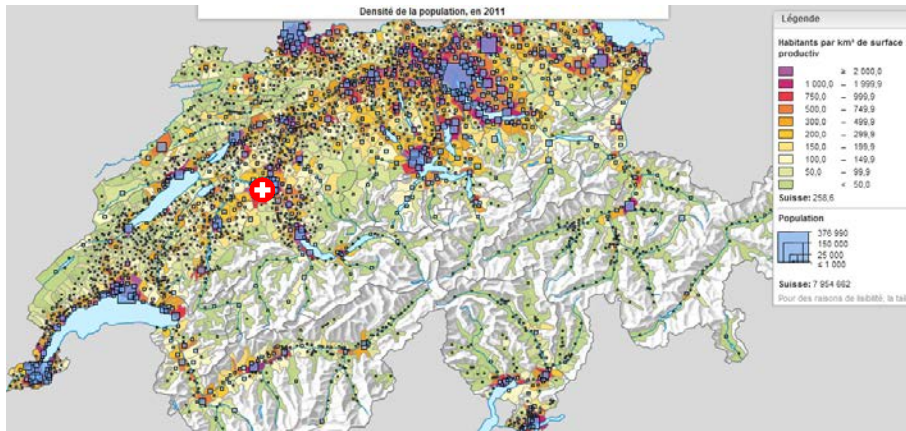 Densité de la population, en 2011
Légende
Habitants par km² de surface
productiv
≥ 2 000,0
1 000,0 – 1 999,9
750,0 – 999,9
500,0 – 749,9
300,0 – 499,9
200,0 – 299,9
150,0 – 199,9
100,0 – 149,9
50,0 – 99,9
< 50,0
Suisse: 258,6
Population
376 990
150 000
25 000
≤ 1 000
Suisse: 7 954 662
Pour des raisons de lisibilité, la tai